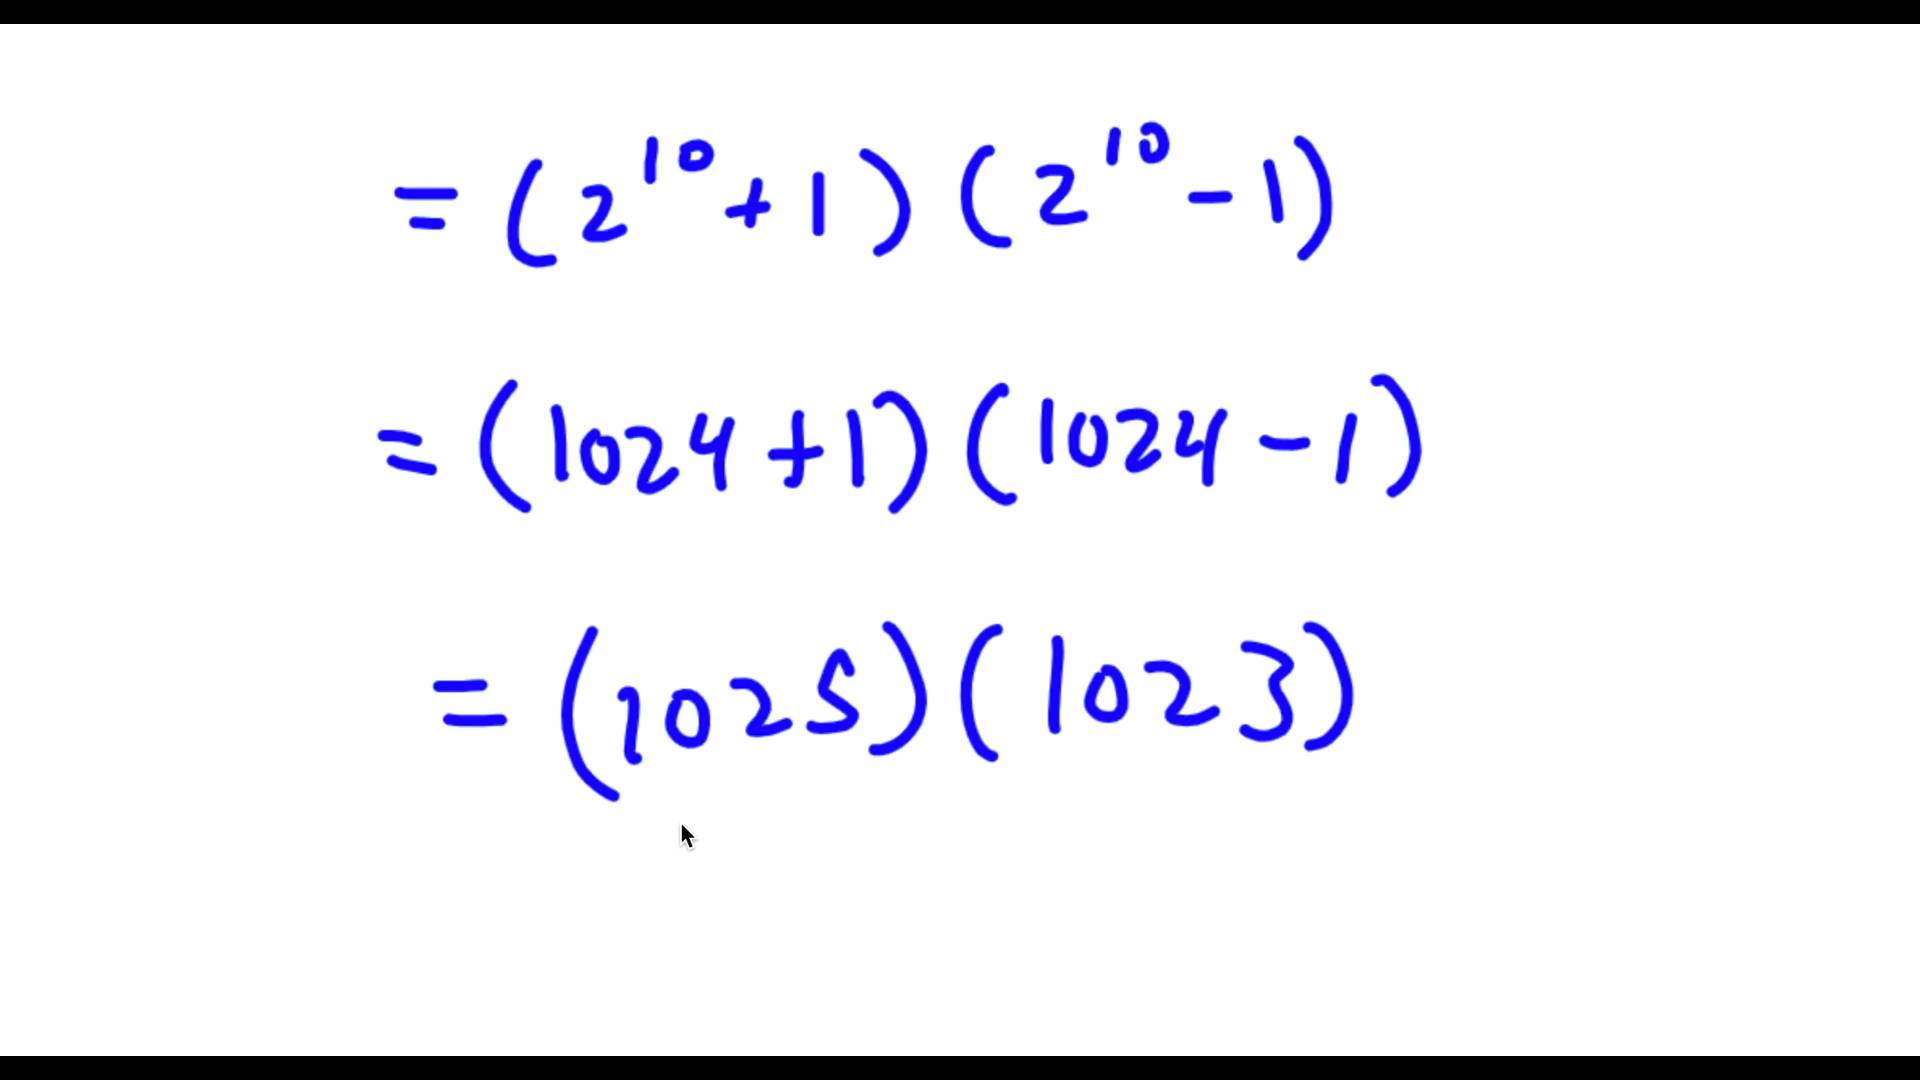 = (2¹⁰ + 1) (2¹⁰ - 1)
= (1024 + 1) (1024 - 1)
= (1025) (1023)